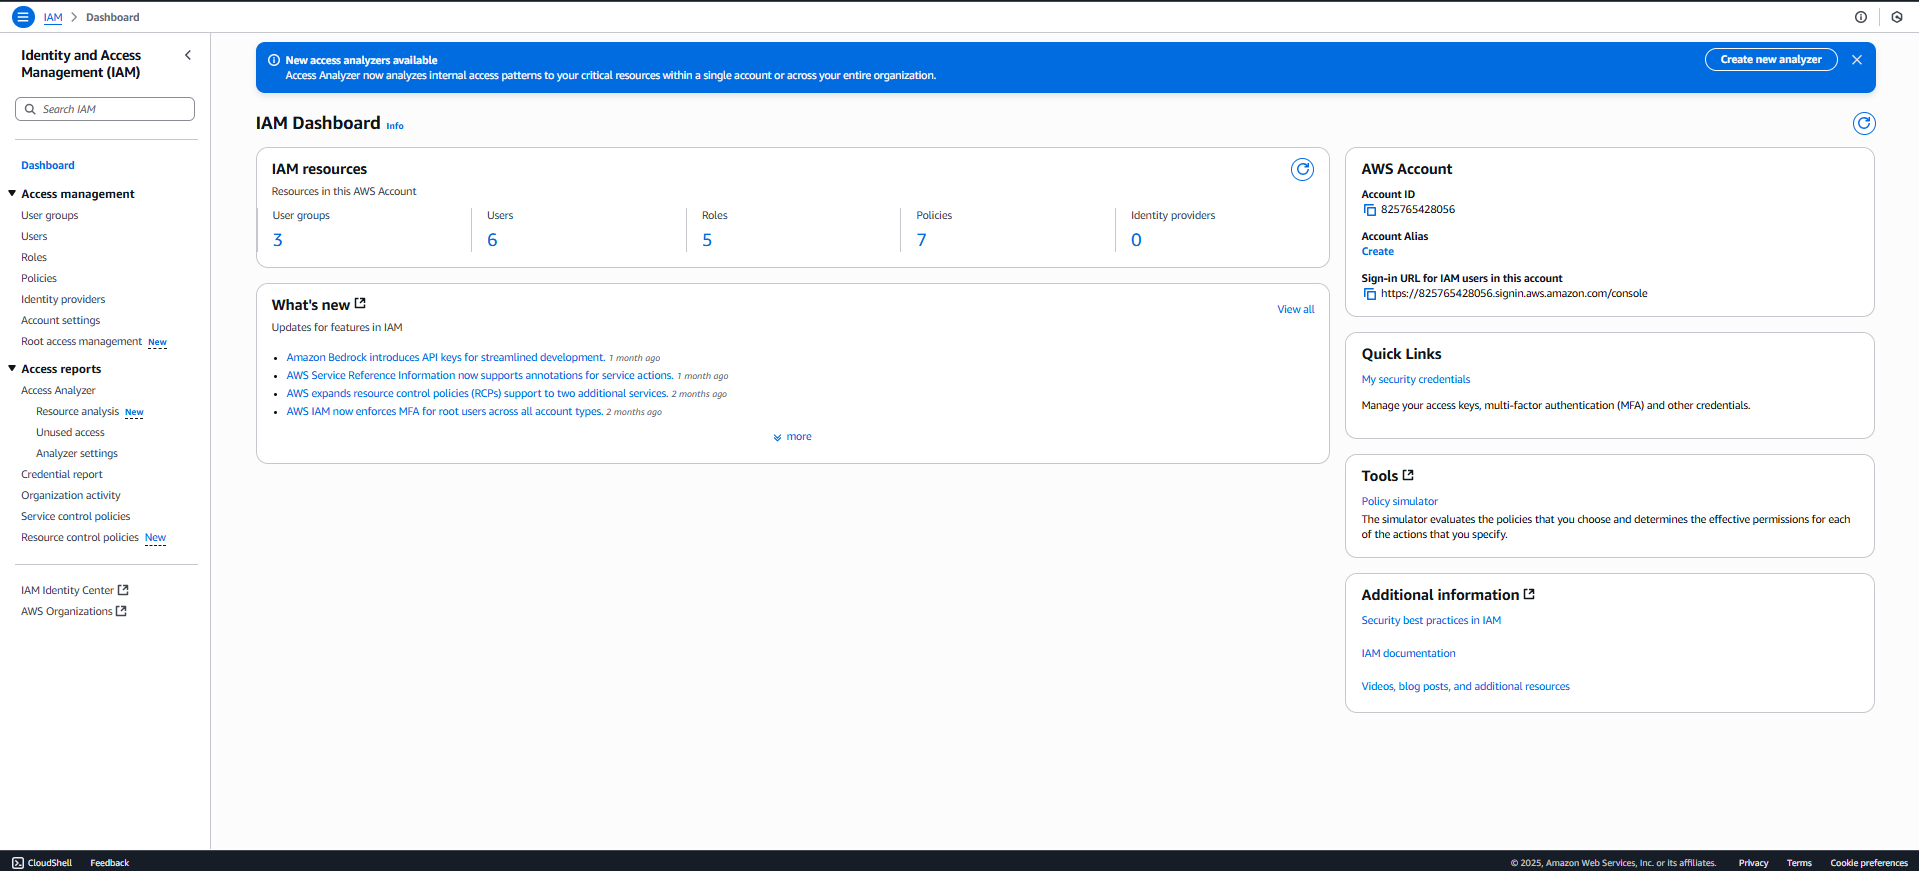 IAM > Dashboard
Identity and Access
Management (IAM)
Search IAM
Dashboard
Access management
User groups
Users
Roles
Policies
Identity providers
Account settings
Root access management New
Access reports
Access Analyzer
Resource analysis New
Unused access
Analyzer settings
Credential report
Organization activity
Service control policies
Resource control policies New
IAM Identity Center
AWS Organizations
New access analyzers available
Access Analyzer now analyzes internal access patterns to your critical resources within a single account or across your entire organization.
Create new analyzer
IAM Dashboard Info
IAM resources
Resources in this AWS Account
User groups
3
Users
6
Roles
5
Policies
7
Identity providers
0
What's new
View all
Updates for features in IAM
Amazon Bedrock introduces API keys for streamlined development. 1 month ago
AWS Service Reference Information now supports annotations for service actions. 1 month ago
AWS expands resource control policies (RCPs) support to two additional services. 2 months ago
AWS IAM now enforces MFA for root users across all account types. 2 months ago
more
AWS Account
Account ID
825765428056
Account Alias
Create
Sign-in URL for IAM users in this account
https://825765428056.signin.aws.amazon.com/console
Quick Links
My security credentials
Manage your access keys, multi-factor authentication (MFA) and other credentials.
Tools
Policy simulator
The simulator evaluates the policies that you choose and determines the effective permissions for each
of the actions that you specify.
Additional information
Security best practices in IAM
IAM documentation
Videos, blog posts, and additional resources
CloudShell Feedback
© 2025, Amazon Web Services, Inc. or its affiliates. Privacy Terms Cookie preferences